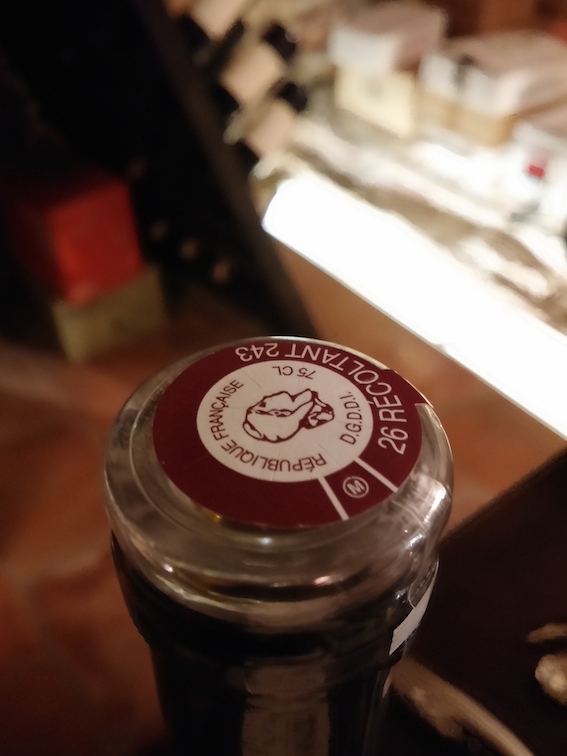 26 RÉCOLTANT 243
RÉPUBLIQUE FRANÇAISE
75 CL
D.G.D.D.I.
M